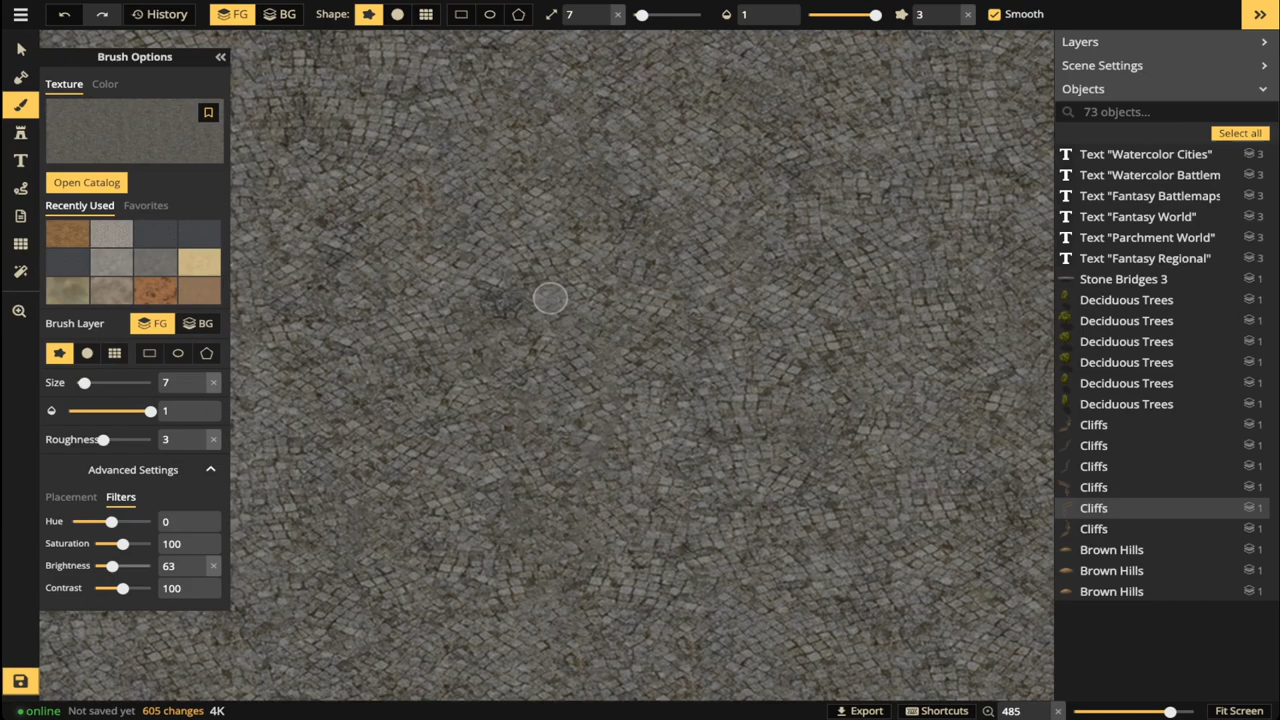 History FG BG Shape: 7 × 1 3 × Smooth
Brush Options
Texture Color
Open Catalog
Recently Used Favorites
Brush Layer FG BG
Size 7 ×
1
Roughness 3 ×
Advanced Settings
Placement Filters
Hue 0
Saturation 100
Brightness 63 ×
Contrast 100
Layers
Scene Settings
Objects
73 objects...
Select all
T Text "Watercolor Cities" 3
T Text "Watercolor Battlem 3
T Text "Fantasy Battlemaps 3
T Text "Fantasy World" 3
T Text "Parchment World" 3
T Text "Fantasy Regional" 3
Stone Bridges 3 1
Deciduous Trees 1
Deciduous Trees 1
Deciduous Trees 1
Deciduous Trees 1
Deciduous Trees 1
Deciduous Trees 1
Cliffs 1
Cliffs 1
Cliffs 1
Cliffs 1
Cliffs 1
Cliffs 1
Brown Hills 1
Brown Hills 1
Brown Hills 1
online Not saved yet 605 changes 4K Export Shortcuts 485 × Fit Screen